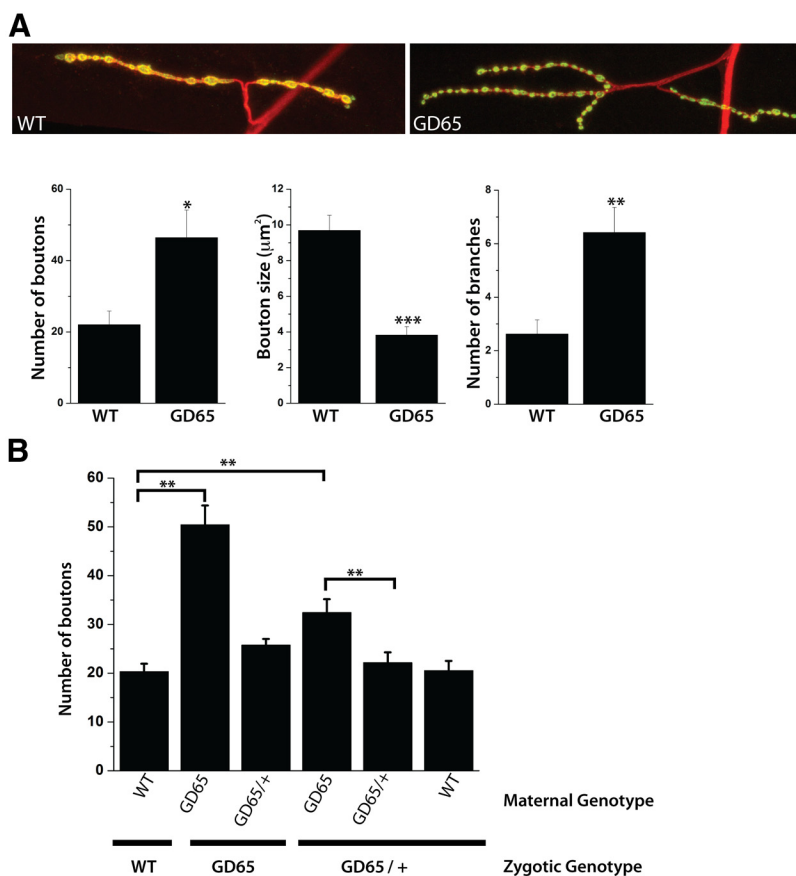 A
WT
GD65
Number of boutons
60
40
20
0
*
WT
GD65
Bouton size (μm²)
12
10
8
6
4
2
0
***
WT
GD65
Number of branches
8
6
4
2
0
**
WT
GD65
B
Number of boutons
60
50
40
30
20
10
0
**
**
**
WT
GD65
GD65/+
GD65
GD65/+
WT
Maternal Genotype
WT
GD65
GD65 / +
Zygotic Genotype